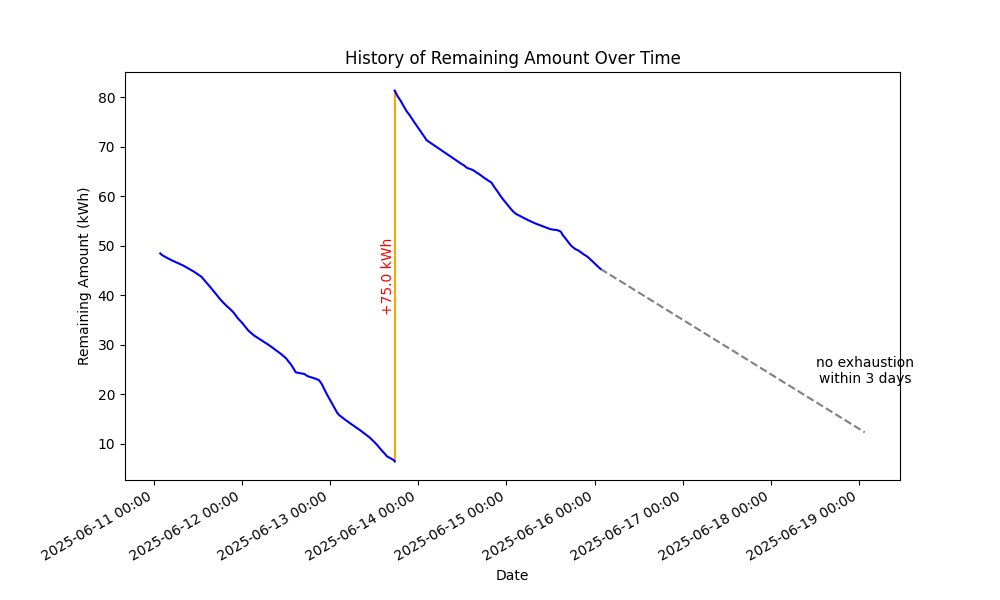 History of Remaining Amount Over Time
Remaining Amount (kWh)
80
70
60
50
40
30
20
10
+75.0 kWh
no exhaustion
within 3 days
2025-06-11 00:00
2025-06-12 00:00
2025-06-13 00:00
2025-06-14 00:00
2025-06-15 00:00
2025-06-16 00:00
2025-06-17 00:00
2025-06-18 00:00
2025-06-19 00:00
Date